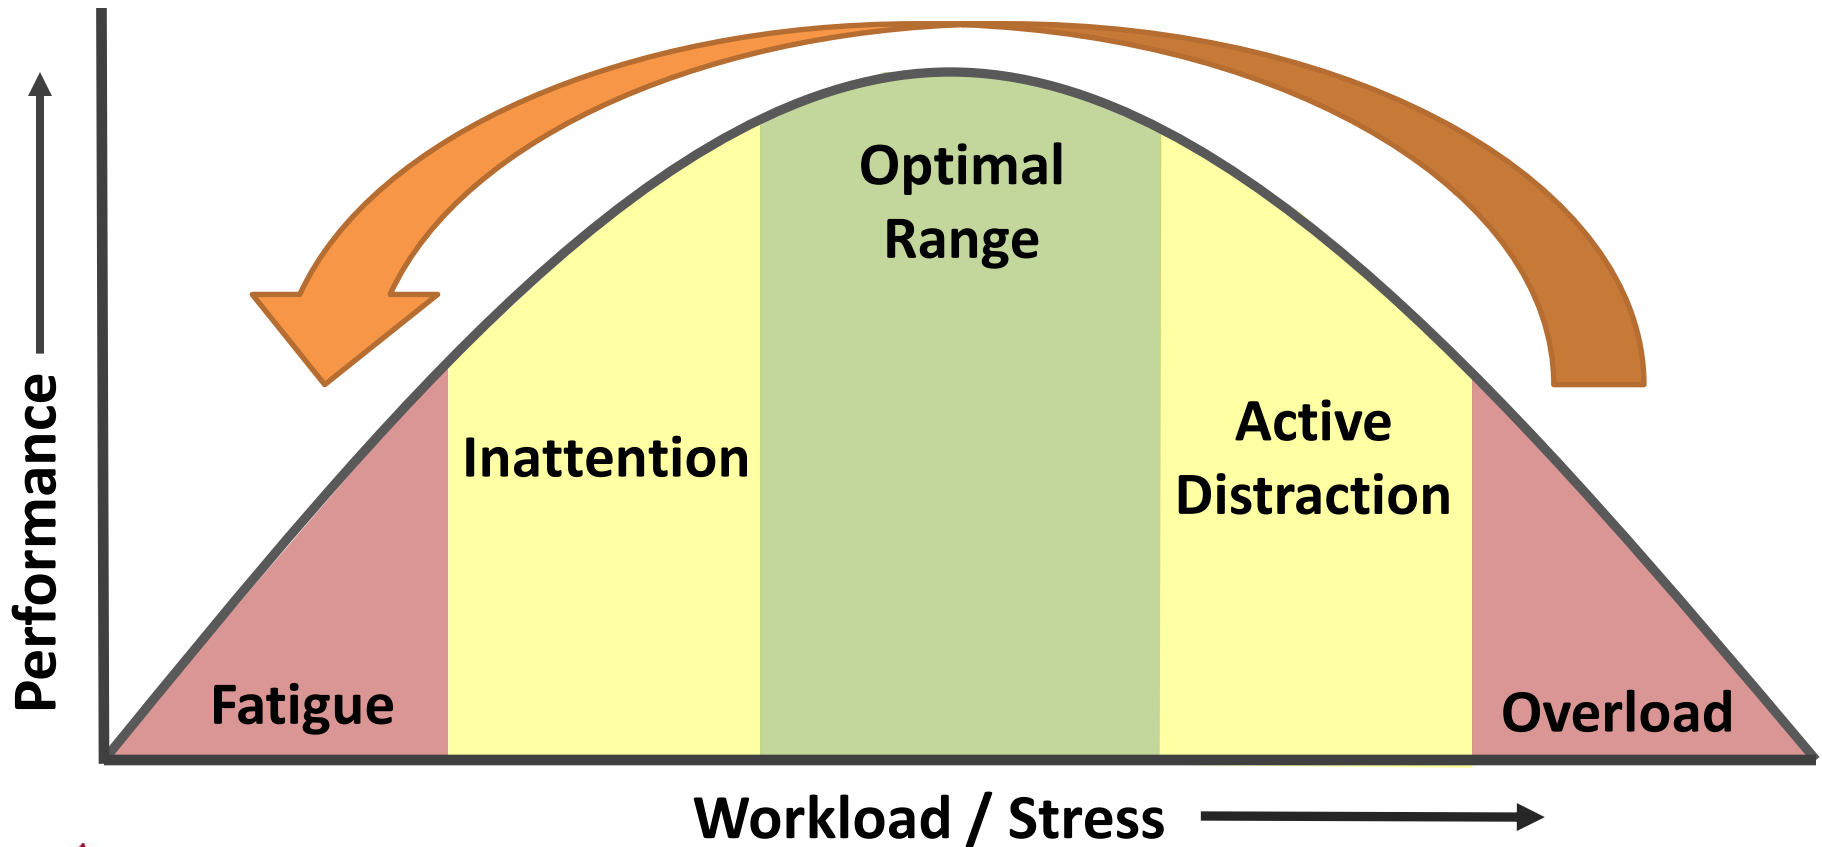 Performance
Optimal
Range
Inattention
Active
Distraction
Fatigue
Overload
Workload / Stress